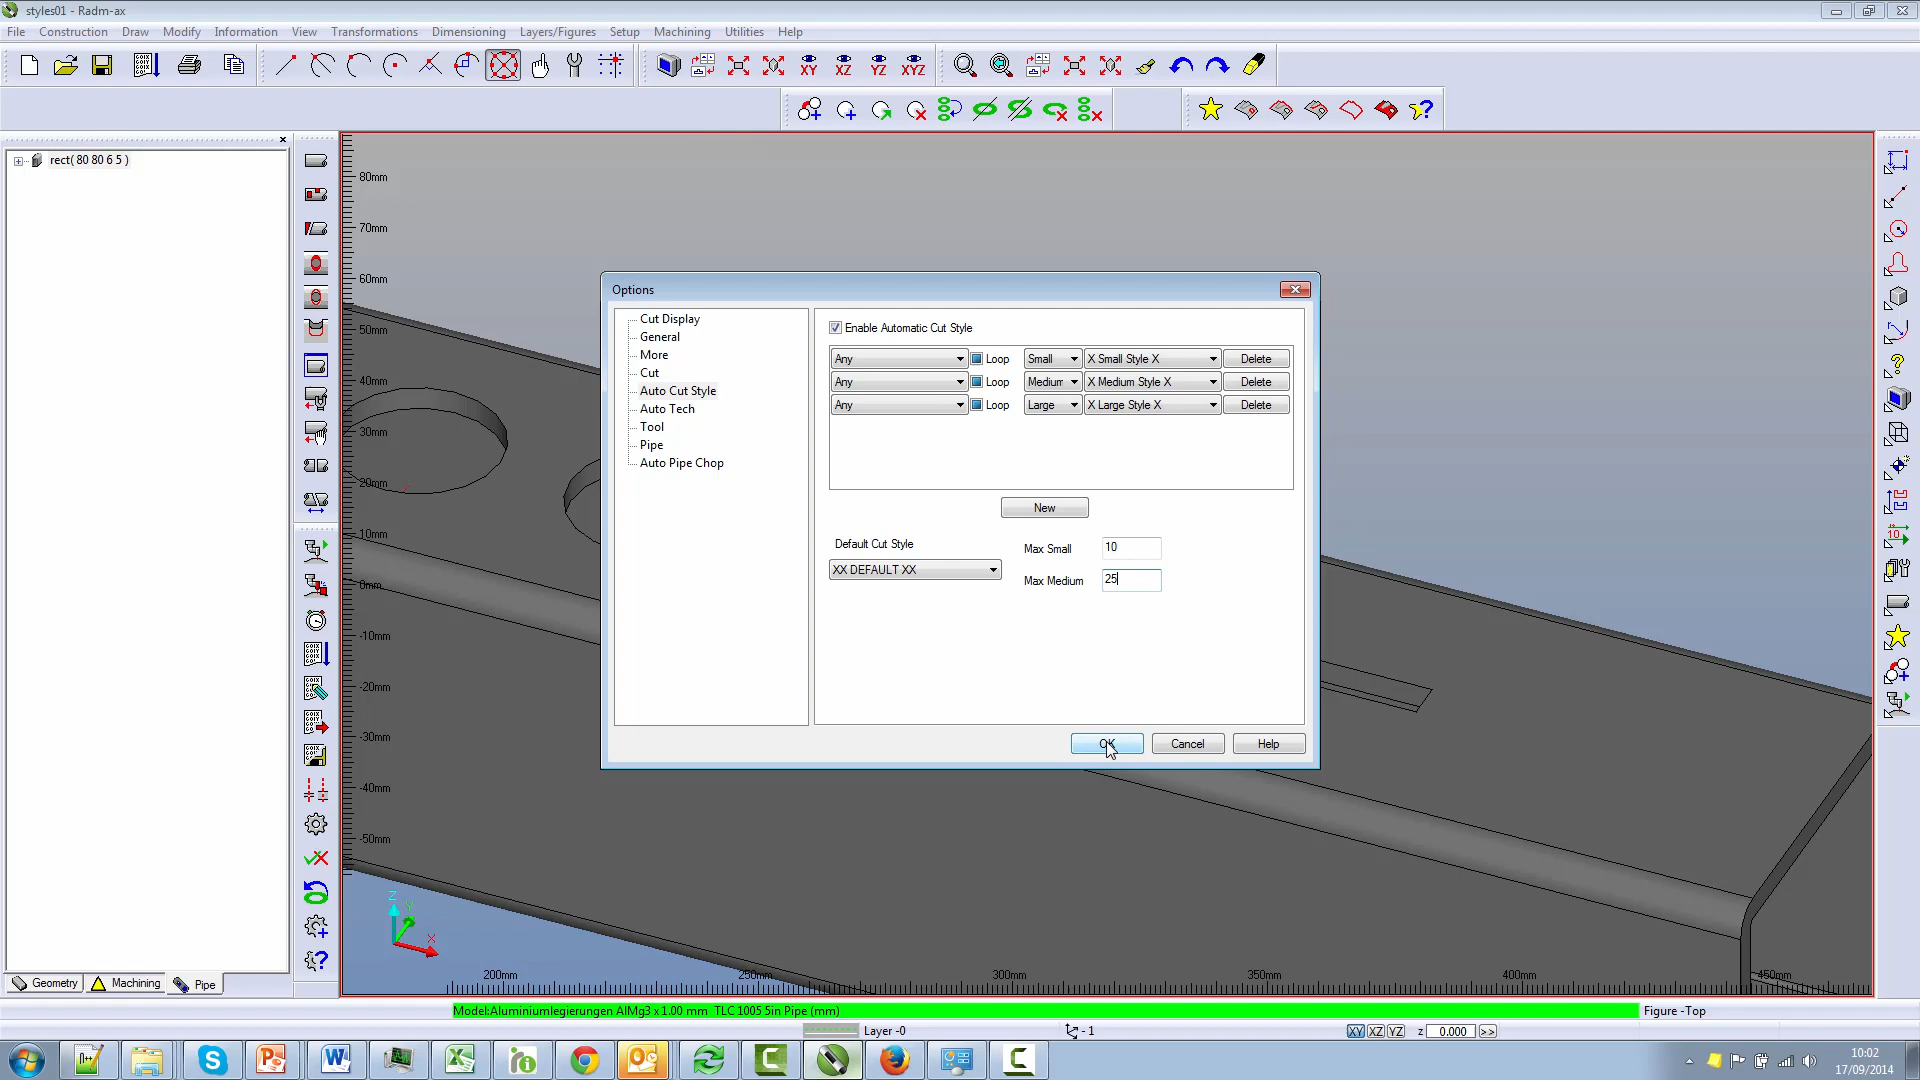 styles01 - Radm-ax
File Construction Draw Modify Information View Transformations Dimensioning Layers/Figures Setup Machining Utilities Help
XY XZ YZ XYZ
rect( 80 80 6 5 )
80mm
70mm
60mm
50mm
40mm
30mm
20mm
10mm
0mm
-10mm
-20mm
-30mm
-40mm
-50mm
Options
Cut Display
General
More
Cut
Auto Cut Style
Auto Tech
Tool
Pipe
Auto Pipe Chop
Enable Automatic Cut Style
Any Loop Small X Small Style X Delete
Any Loop Medium X Medium Style X Delete
Any Loop Large X Large Style X Delete
New
Default Cut Style
XX DEFAULT XX
Max Small 10
Max Medium 25
OK Cancel Help
Z Y X
200mm 250mm 300mm 350mm 400mm 450mm
Geometry Machining Pipe
Model:Aluminiumlegierungen AlMg3 x 1.00 mm TLC 1005 5in Pipe (mm)
Figure -Top
Layer -0
- 1
XY XZ YZ z 0.000 >>
10:02
17/09/2014